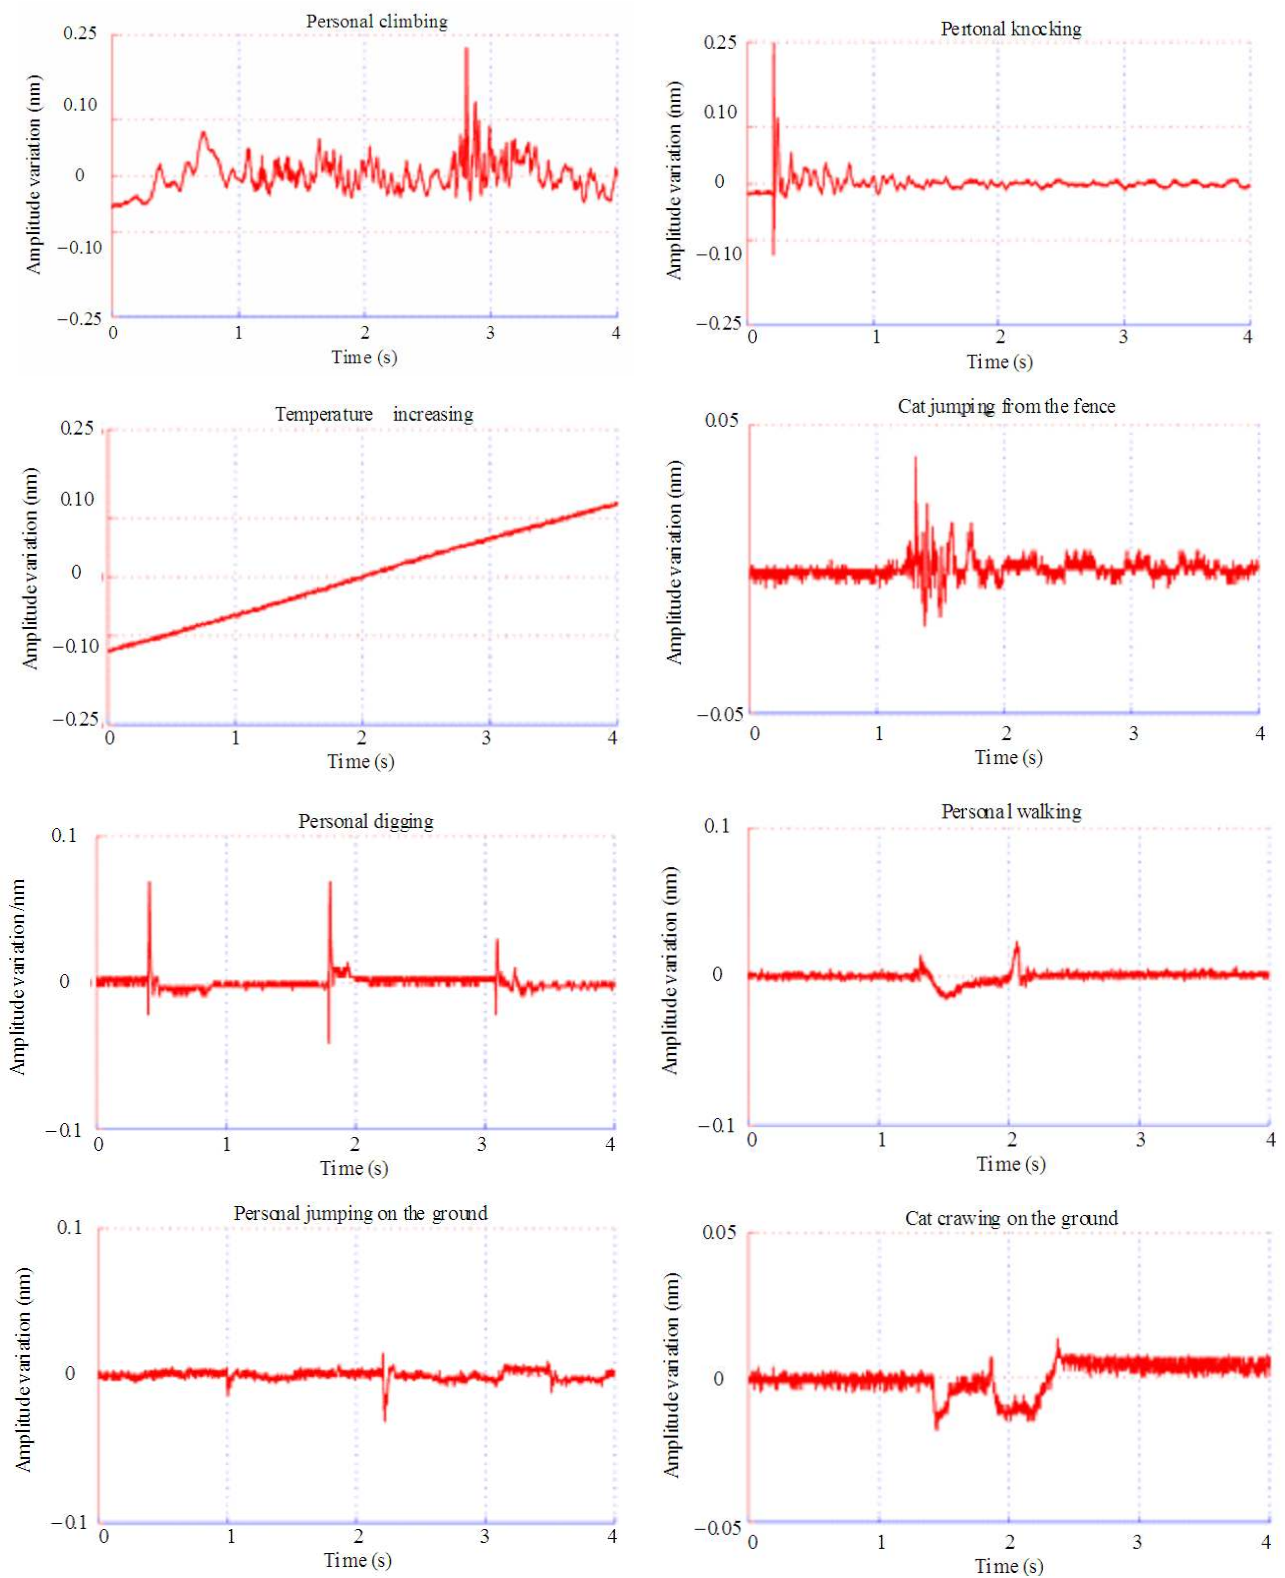 Personal climbing
0.25
0.10
0
−0.10
−0.25
Amplitude variation (nm)
0 1 2 3 4
Time (s)
Pertonal knocking
0.25
0.10
0
−0.10
−0.25
Amplitude variation (nm)
0 1 2 3 4
Time (s)
Temperature increasing
0.25
0.10
0
−0.10
−0.25
Amplitude variation (nm)
0 1 2 3 4
Time (s)
Cat jumping from the fence
0.05
−0.05
Amplitude variation (nm)
0 1 2 3 4
Time (s)
Personal digging
0.1
0
−0.1
Amplitude variation/nm
0 1 2 3 4
Time (s)
Personal walking
0.1
0
−0.1
Amplitude variation (nm)
0 1 2 3 4
Time (s)
Personal jumping on the ground
0.1
0
−0.1
Amplitude variation (nm)
0 1 2 3 4
Time (s)
Cat crawing on the ground
0.05
0
−0.05
Amplitude variation (nm)
0 1 2 3 4
Time (s)